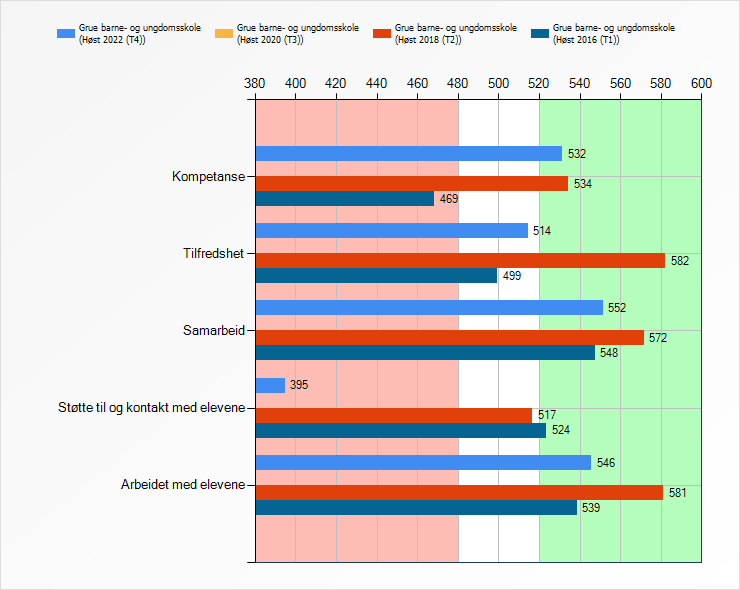 Grue barne- og ungdomsskole
(Høst 2022 (T4))
Grue barne- og ungdomsskole
(Høst 2020 (T3))
Grue barne- og ungdomsskole
(Høst 2018 (T2))
Grue barne- og ungdomsskole
(Høst 2016 (T1))
380 400 420 440 460 480 500 520 540 560 580 600
532
Kompetanse
534
469
514
Tilfredshet
582
499
552
Samarbeid
572
548
395
Støtte til og kontakt med elevene
517
524
546
Arbeidet med elevene
581
539